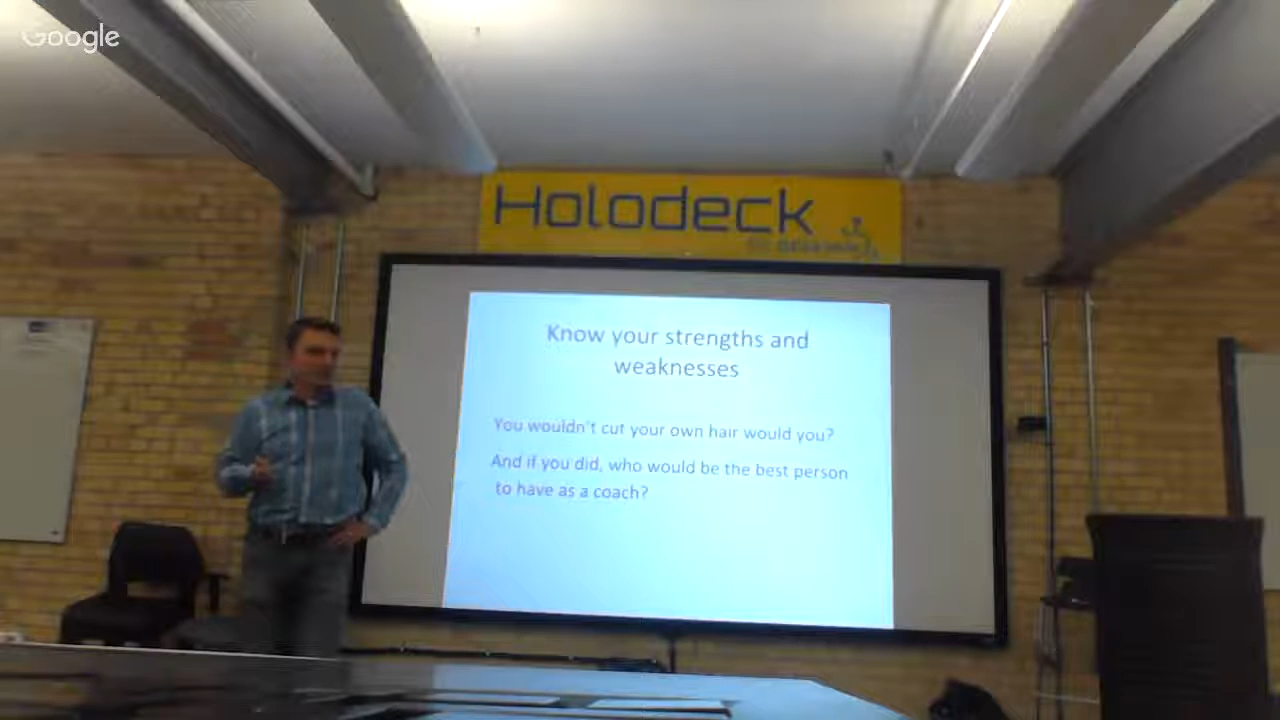 Google
Holodeck
Know your strengths and
weaknesses
You wouldn't cut your own hair would you?
And if you did, who would be the best person
to have as a coach?